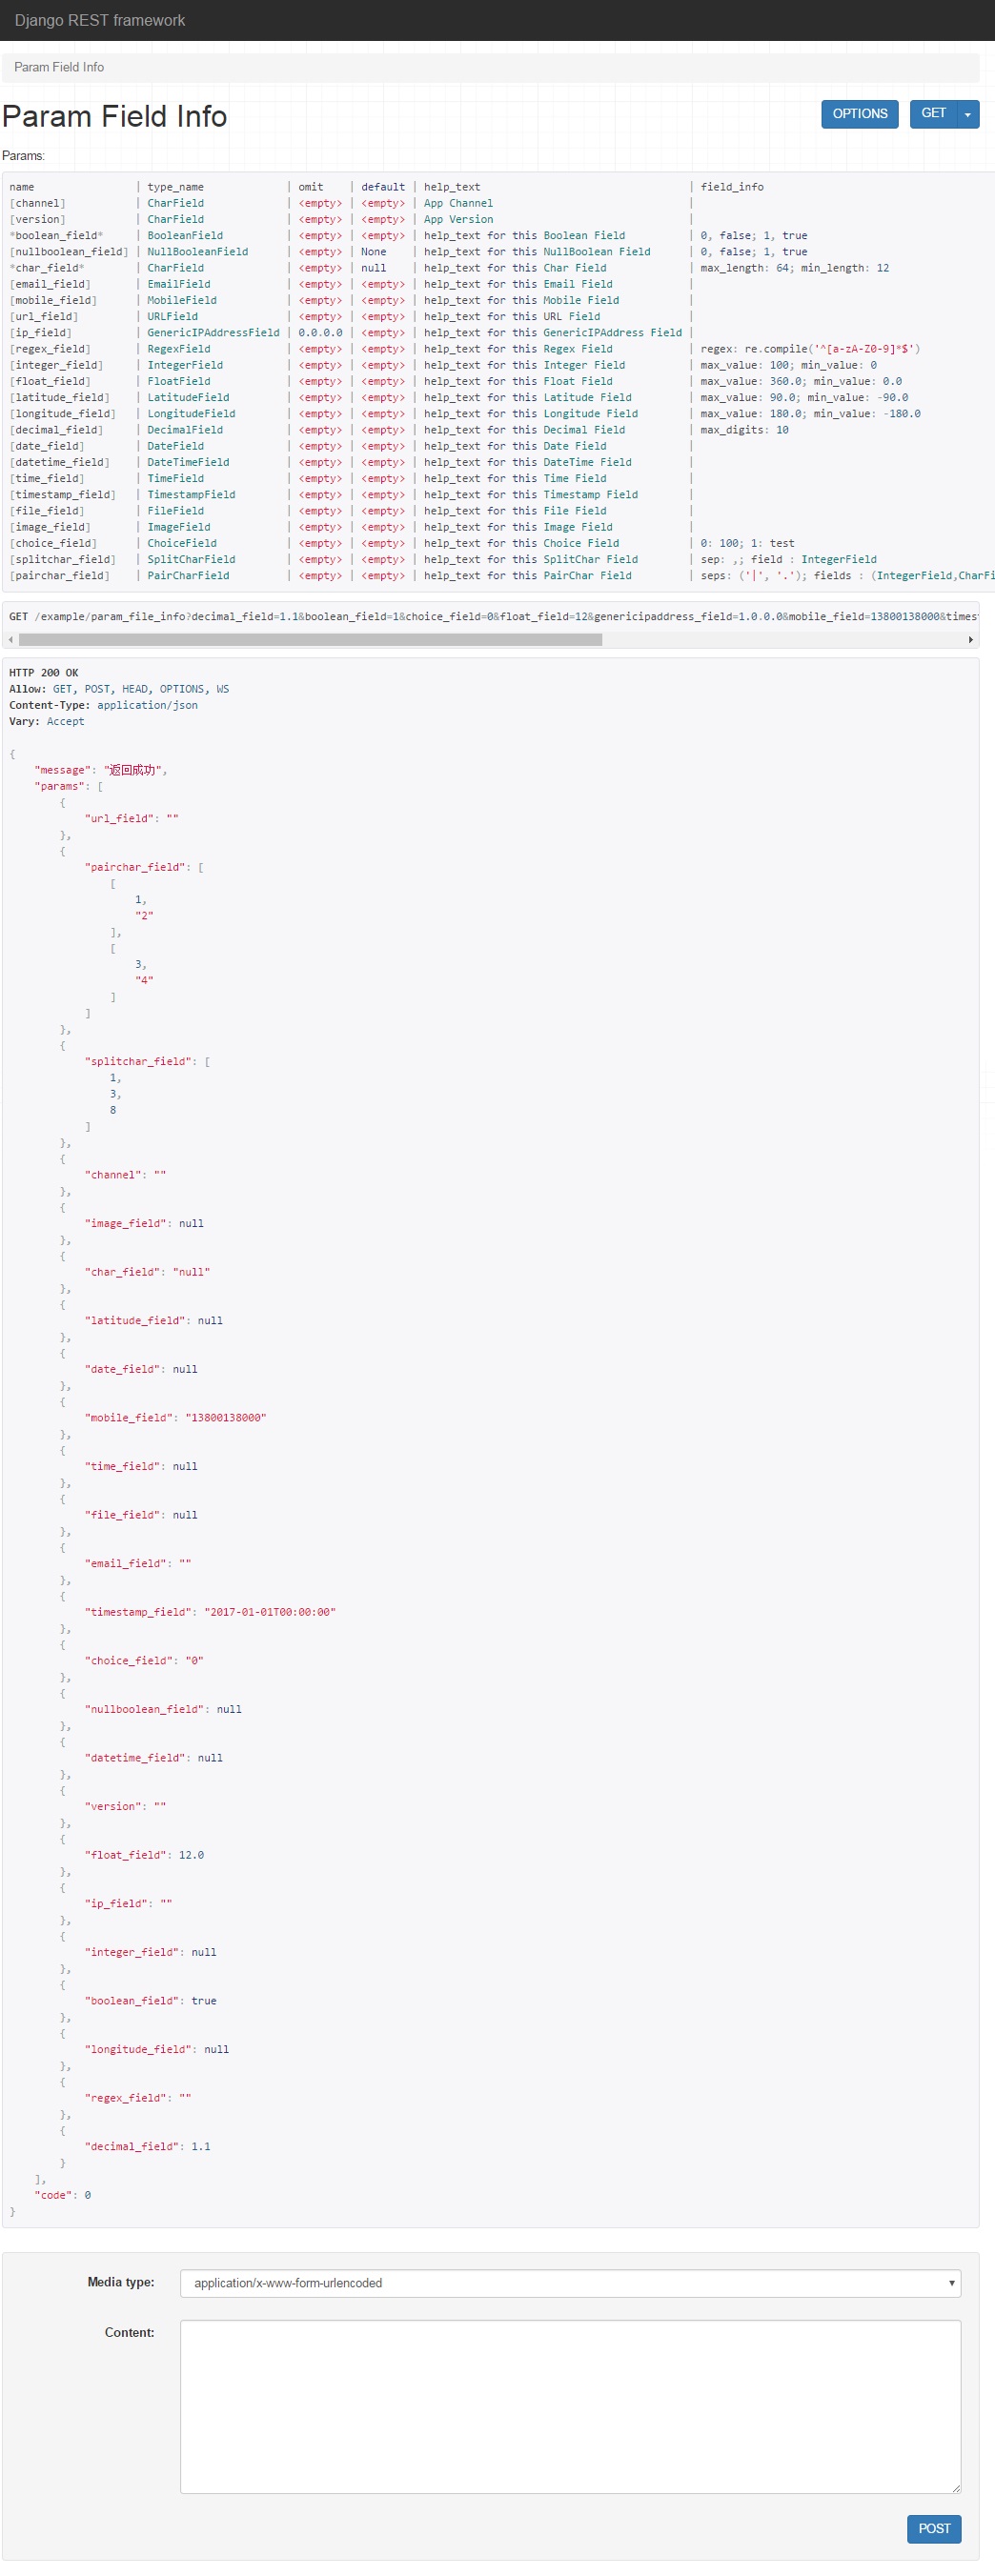 Django REST framework
Param Field Info
Param Field Info
OPTIONS GET
Params:
name | type_name | omit | default | help_text | field_info
[channel] | CharField | <empty> | <empty> | App Channel |
[version] | CharField | <empty> | <empty> | App Version |
*boolean_field* | BooleanField | <empty> | <empty> | help_text for this Boolean Field | 0, false; 1, true
[nullboolean_field] | NullBooleanField | <empty> | None | help_text for this NullBoolean Field | 0, false; 1, true
*char_field* | CharField | <empty> | null | help_text for this Char Field | max_length: 64; min_length: 12
[email_field] | EmailField | <empty> | <empty> | help_text for this Email Field |
[mobile_field] | MobileField | <empty> | <empty> | help_text for this Mobile Field |
[url_field] | URLField | <empty> | <empty> | help_text for this URL Field |
[ip_field] | GenericIPAddressField | 0.0.0.0 | <empty> | help_text for this GenericIPAddress Field |
[regex_field] | RegexField | <empty> | <empty> | help_text for this Regex Field | regex: re.compile('^[a-zA-Z0-9]*$')
[integer_field] | IntegerField | <empty> | <empty> | help_text for this Integer Field | max_value: 100; min_value: 0
[float_field] | FloatField | <empty> | <empty> | help_text for this Float Field | max_value: 360.0; min_value: 0.0
[latitude_field] | LatitudeField | <empty> | <empty> | help_text for this Latitude Field | max_value: 90.0; min_value: -90.0
[longitude_field] | LongitudeField | <empty> | <empty> | help_text for this Longitude Field | max_value: 180.0; min_value: -180.0
[decimal_field] | DecimalField | <empty> | <empty> | help_text for this Decimal Field | max_digits: 10
[date_field] | DateField | <empty> | <empty> | help_text for this Date Field |
[datetime_field] | DateTimeField | <empty> | <empty> | help_text for this DateTime Field |
[time_field] | TimeField | <empty> | <empty> | help_text for this Time Field |
[timestamp_field] | TimestampField | <empty> | <empty> | help_text for this Timestamp Field |
[file_field] | FileField | <empty> | <empty> | help_text for this File Field |
[image_field] | ImageField | <empty> | <empty> | help_text for this Image Field |
[choice_field] | ChoiceField | <empty> | <empty> | help_text for this Choice Field | 0: 100; 1: test
[splitchar_field] | SplitCharField | <empty> | <empty> | help_text for this SplitChar Field | sep: ,; field : IntegerField
[pairchar_field] | PairCharField | <empty> | <empty> | help_text for this PairChar Field | seps: ('|', '.'); fields : (IntegerField,CharFi
GET /example/param_file_info?decimal_field=1.1&boolean_field=1&choice_field=0&float_field=12&genericipaddress_field=1.0.0.0&mobile_field=13800138000&times
HTTP 200 OK
Allow: GET, POST, HEAD, OPTIONS, WS
Content-Type: application/json
Vary: Accept
{
"message": "返回成功",
"params": [
{
"url_field": ""
},
{
"pairchar_field": [
[
1,
"2"
],
[
3,
"4"
]
]
},
{
"splitchar_field": [
1,
3,
8
]
},
{
"channel": ""
},
{
"image_field": null
},
{
"char_field": "null"
},
{
"latitude_field": null
},
{
"date_field": null
},
{
"mobile_field": "13800138000"
},
{
"time_field": null
},
{
"file_field": null
},
{
"email_field": ""
},
{
"timestamp_field": "2017-01-01T00:00:00"
},
{
"choice_field": "0"
},
{
"nullboolean_field": null
},
{
"datetime_field": null
},
{
"version": ""
},
{
"float_field": 12.0
},
{
"ip_field": ""
},
{
"integer_field": null
},
{
"boolean_field": true
},
{
"longitude_field": null
},
{
"regex_field": ""
},
{
"decimal_field": 1.1
}
],
"code": 0
}
Media type: application/x-www-form-urlencoded
Content:
POST